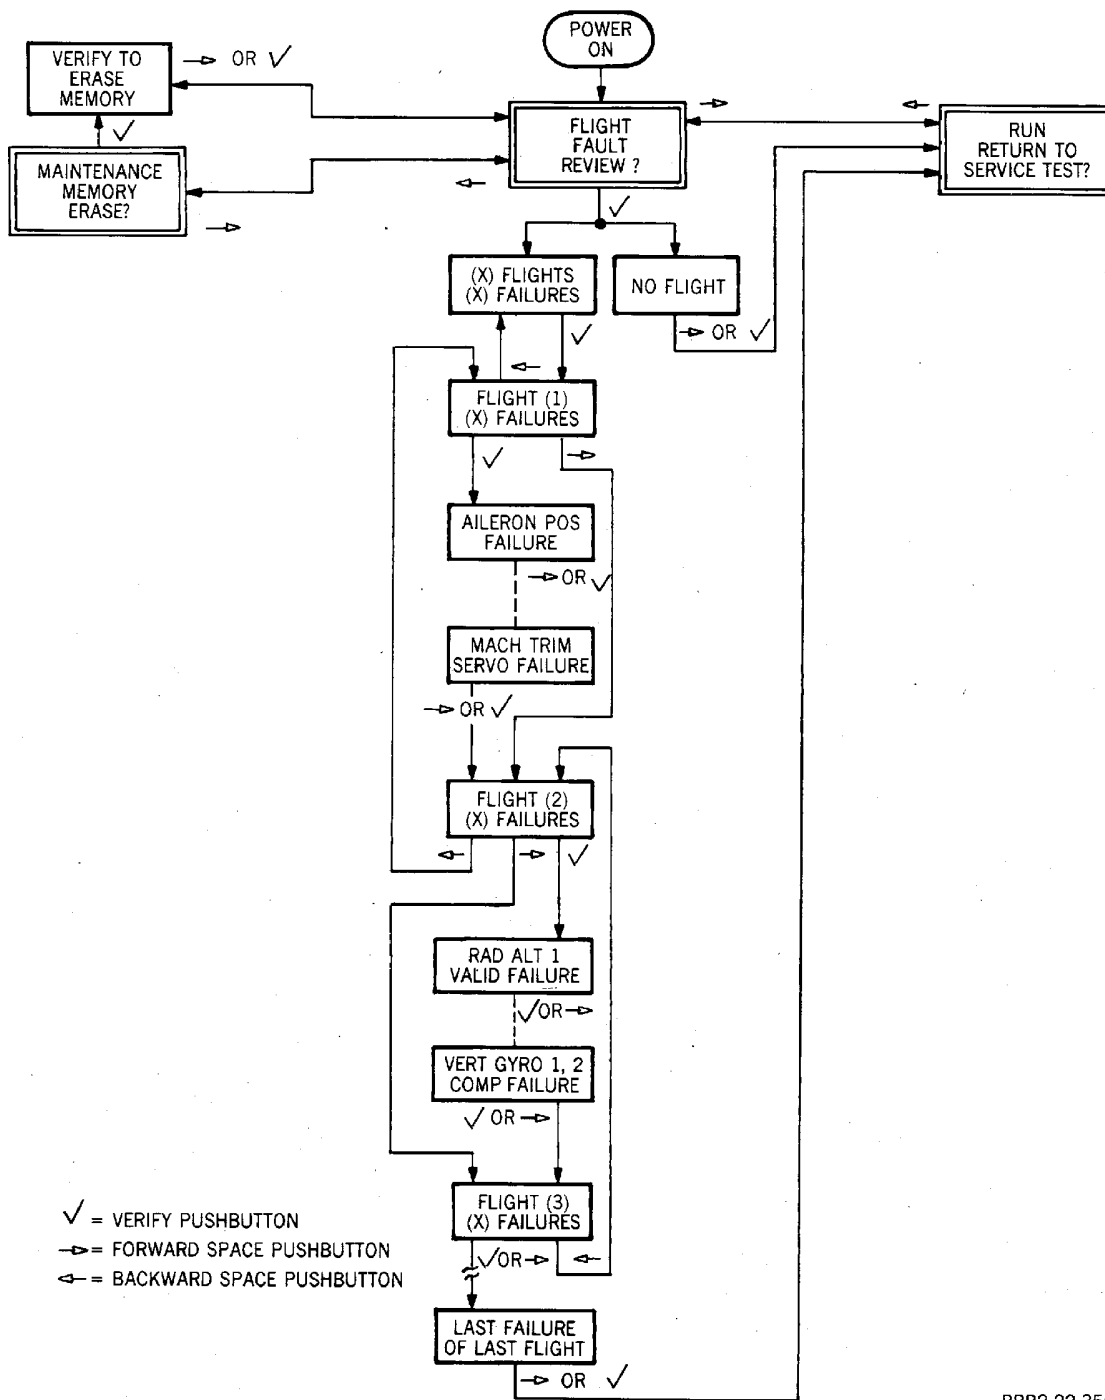 POWER
ON
VERIFY TO
ERASE
MEMORY
⇨ OR ✓
✓
MAINTENANCE
MEMORY
ERASE?
⇨
⇦
FLIGHT
FAULT
REVIEW ?
⇨
⇦
RUN
RETURN TO
SERVICE TEST?
✓
(X) FLIGHTS
(X) FAILURES
NO FLIGHT
⇨ OR ✓
✓
⇦
FLIGHT (1)
(X) FAILURES
✓
⇨
AILERON POS
FAILURE
⇨ OR ✓
MACH TRIM
SERVO FAILURE
⇨ OR ✓
FLIGHT (2)
(X) FAILURES
⇦
⇨
✓
RAD ALT 1
VALID FAILURE
✓ OR ⇨
VERT GYRO 1, 2
COMP FAILURE
✓ OR ⇨
FLIGHT (3)
(X) FAILURES
✓ OR ⇨
⇦
LAST FAILURE
OF LAST FLIGHT
⇨ OR ✓
✓ = VERIFY PUSHBUTTON
⇨ = FORWARD SPACE PUSHBUTTON
⇦ = BACKWARD SPACE PUSHBUTTON